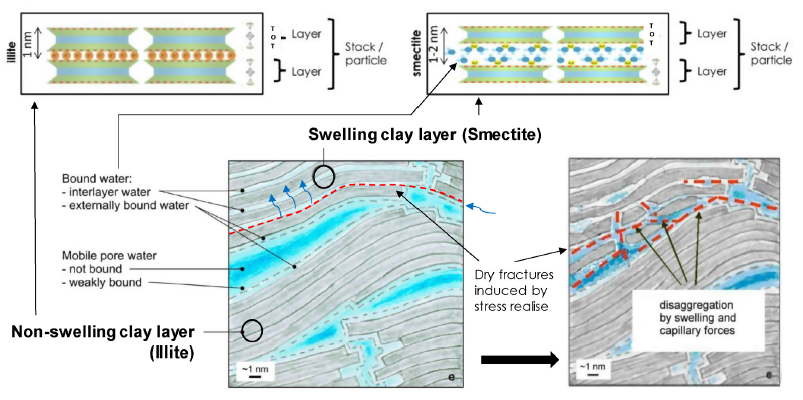 illite
1 nm
T
O
T
Layer
Layer
Stack /
particle
smectite
1-2 nm
T
O
T
Layer
Layer
Stack /
particle
Swelling clay layer (Smectite)
Bound water:
- interlayer water
- externally bound water
Mobile pore water
- not bound
- weakly bound
Non-swelling clay layer
(Illite)
Dry fractures
induced by
stress realise
disaggregation
by swelling and
capillary forces
~1 nm
e
~1 nm
e